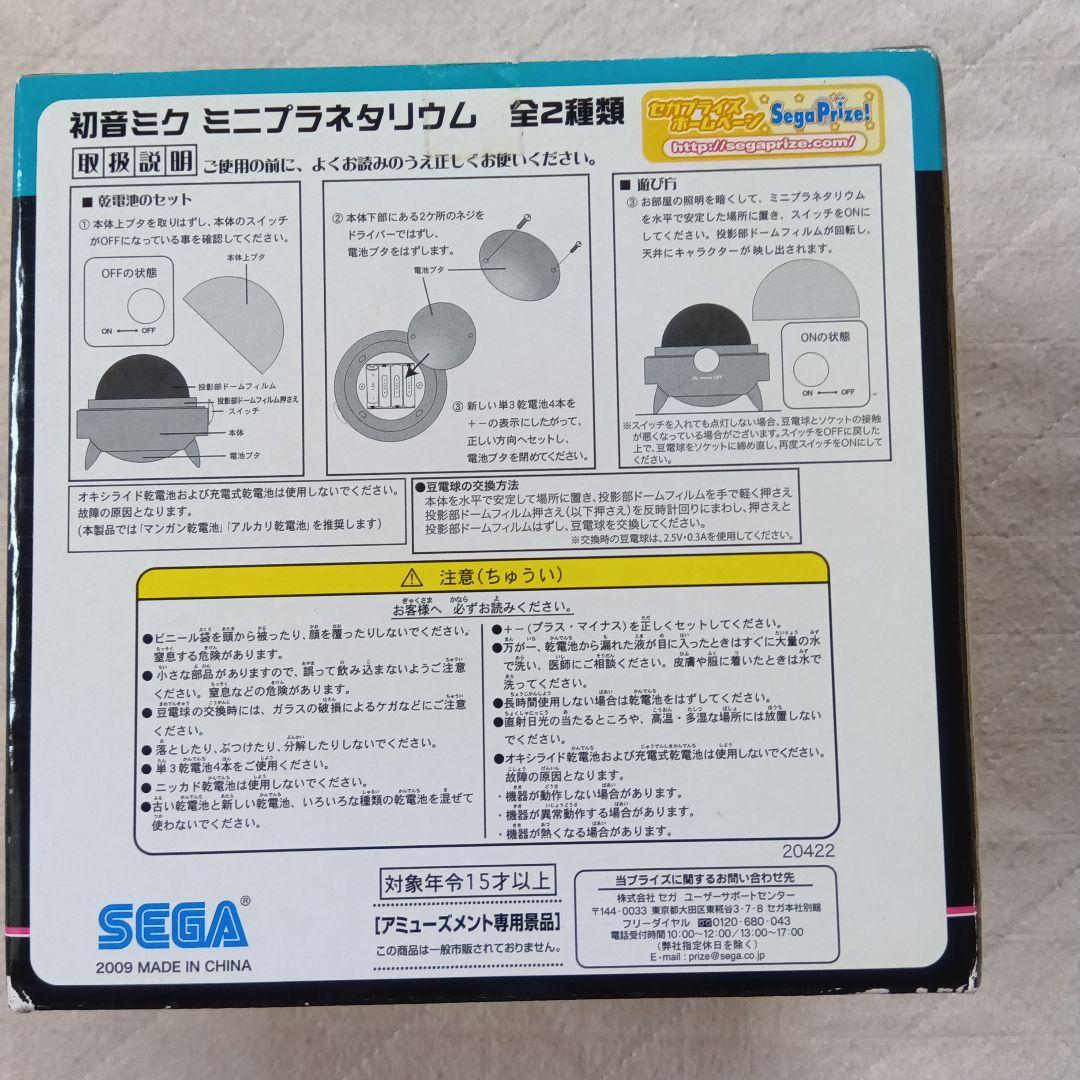 初音ミク ミニプラネタリウム 全2種類
セガプライズ
ホームページ
SegaPrize!
http://segaprize.com/
取扱説明 ご使用の前に、よくお読みのうえ正しくお使いください。
■ 乾電池のセット
① 本体上ブタを取りはずし、本体のスイッチ
がOFFになっている事を確認してください。
本体上ブタ
OFFの状態
ON ←→ OFF
投影部ドームフィルム
投影部ドームフィルム押さえ
スイッチ
本体
電池ブタ
② 本体下部にある2ケ所のネジを
ドライバーではずし、
電池ブタをはずします。
電池ブタ
③ 新しい単3乾電池4本を
+-の表示にしたがって、
正しい方向へセットし、
電池ブタを閉めてください。
■ 遊び方
③ お部屋の照明を暗くして、ミニプラネタリウム
を水平で安定した場所に置き、スイッチをONに
してください。投影部ドームフィルムが回転し、
天井にキャラクターが映し出されます。
ONの状態
ON ←→ OFF
ON ←→ OFF
※スイッチを入れても点灯しない場合、豆電球とソケットの接触
が悪くなっている場合がございます。スイッチをOFFに戻した
上で、豆電球をソケットに締め直し、再度スイッチをONにして
ください。
オキシライド乾電池および充電式乾電池は使用しないでください。
故障の原因となります。
(本製品では「マンガン乾電池」「アルカリ乾電池」を推奨します)
●豆電球の交換方法
本体を水平で安定して場所に置き、投影部ドームフィルムを手で軽く押さえ
投影部ドームフィルム押さえ(以下押さえ)を反時計回りにまわし、押さえと
投影部ドームフィルムはずし、豆電球を交換してください。
※交換時の豆電球は、2.5V・0.3Aを使用してください。
⚠ 注意(ちゅうい)
お客様へ 必ずお読みください。
●ビニール袋を頭から被ったり、顔を覆ったりしないでください。
窒息する危険があります。
●小さな部品がありますので、誤って飲み込まないようご注意
ください。窒息などの危険があります。
●豆電球の交換時には、ガラスの破損によるケガなどにご注意
ください。
●落としたり、ぶつけたり、分解したりしないでください。
●単3乾電池4本をご使用ください。
●ニッカド乾電池は使用しないでください。
●古い乾電池と新しい乾電池、いろいろな種類の乾電池を混ぜて
使わないでください。
●+-(プラス・マイナス)を正しくセットしてください。
●万が一、乾電池から漏れた液が目に入ったときはすぐに大量の水
で洗い、医師にご相談ください。皮膚や服に着いたときは水で
洗ってください。
●長時間使用しない場合は乾電池をはずしてください。
●直射日光の当たるところや、高温・多湿な場所には放置しない
でください。
●オキシライド乾電池および充電式乾電池は使用しないでください。
故障の原因となります。
・機器が動作しない場合があります。
・機器が異常動作する場合があります。
・機器が熱くなる場合があります。
20422
SEGA®
2009 MADE IN CHINA
対象年令15才以上
[アミューズメント専用景品]
この商品は一般市販されておりません。
当プライズに関するお問い合わせ先
株式会社 セガ ユーザーサポートセンター
〒144-0033 東京都大田区東糀谷3-7-8 セガ本社別館
フリーダイヤル 0120-680-043
電話受付時間 10:00~12:00/13:00~17:00
(弊社指定休日を除く)
E-mail : prize@sega.co.jp